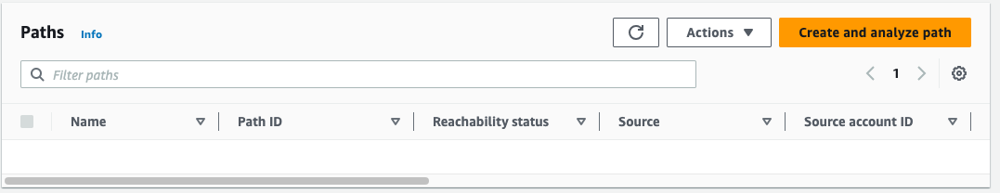 Paths Info
Actions
Create and analyze path
Filter paths
1
Name Path ID Reachability status Source Source account ID